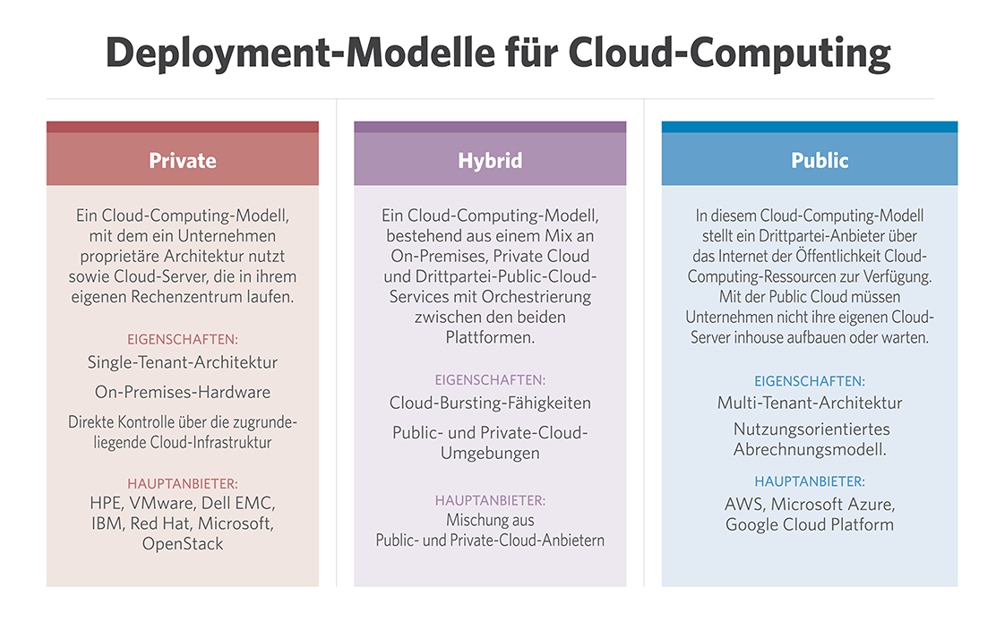 Deployment-Modelle für Cloud-Computing
Private
Ein Cloud-Computing-Modell,
mit dem ein Unternehmen
proprietäre Architektur nutzt
sowie Cloud-Server, die in ihrem
eigenen Rechenzentrum laufen.
EIGENSCHAFTEN:
Single-Tenant-Architektur
On-Premises-Hardware
Direkte Kontrolle über die zugrunde-
liegende Cloud-Infrastruktur
HAUPTANBIETER:
HPE, VMware, Dell EMC,
IBM, Red Hat, Microsoft,
OpenStack
Hybrid
Ein Cloud-Computing-Modell,
bestehend aus einem Mix an
On-Premises, Private Cloud
und Drittpartei-Public-Cloud-
Services mit Orchestrierung
zwischen den beiden
Plattformen.
EIGENSCHAFTEN:
Cloud-Bursting-Fähigkeiten
Public- und Private-Cloud-
Umgebungen
HAUPTANBIETER:
Mischung aus
Public- und Private-Cloud-Anbietern
Public
In diesem Cloud-Computing-Modell
stellt ein Drittpartei-Anbieter über
das Internet der Öffentlichkeit Cloud-
Computing-Ressourcen zur Verfügung.
Mit der Public Cloud müssen
Unternehmen nicht ihre eigenen Cloud-
Server inhouse aufbauen oder warten.
EIGENSCHAFTEN:
Multi-Tenant-Architektur
Nutzungsorientiertes
Abrechnungsmodell.
HAUPTANBIETER:
AWS, Microsoft Azure,
Google Cloud Platform